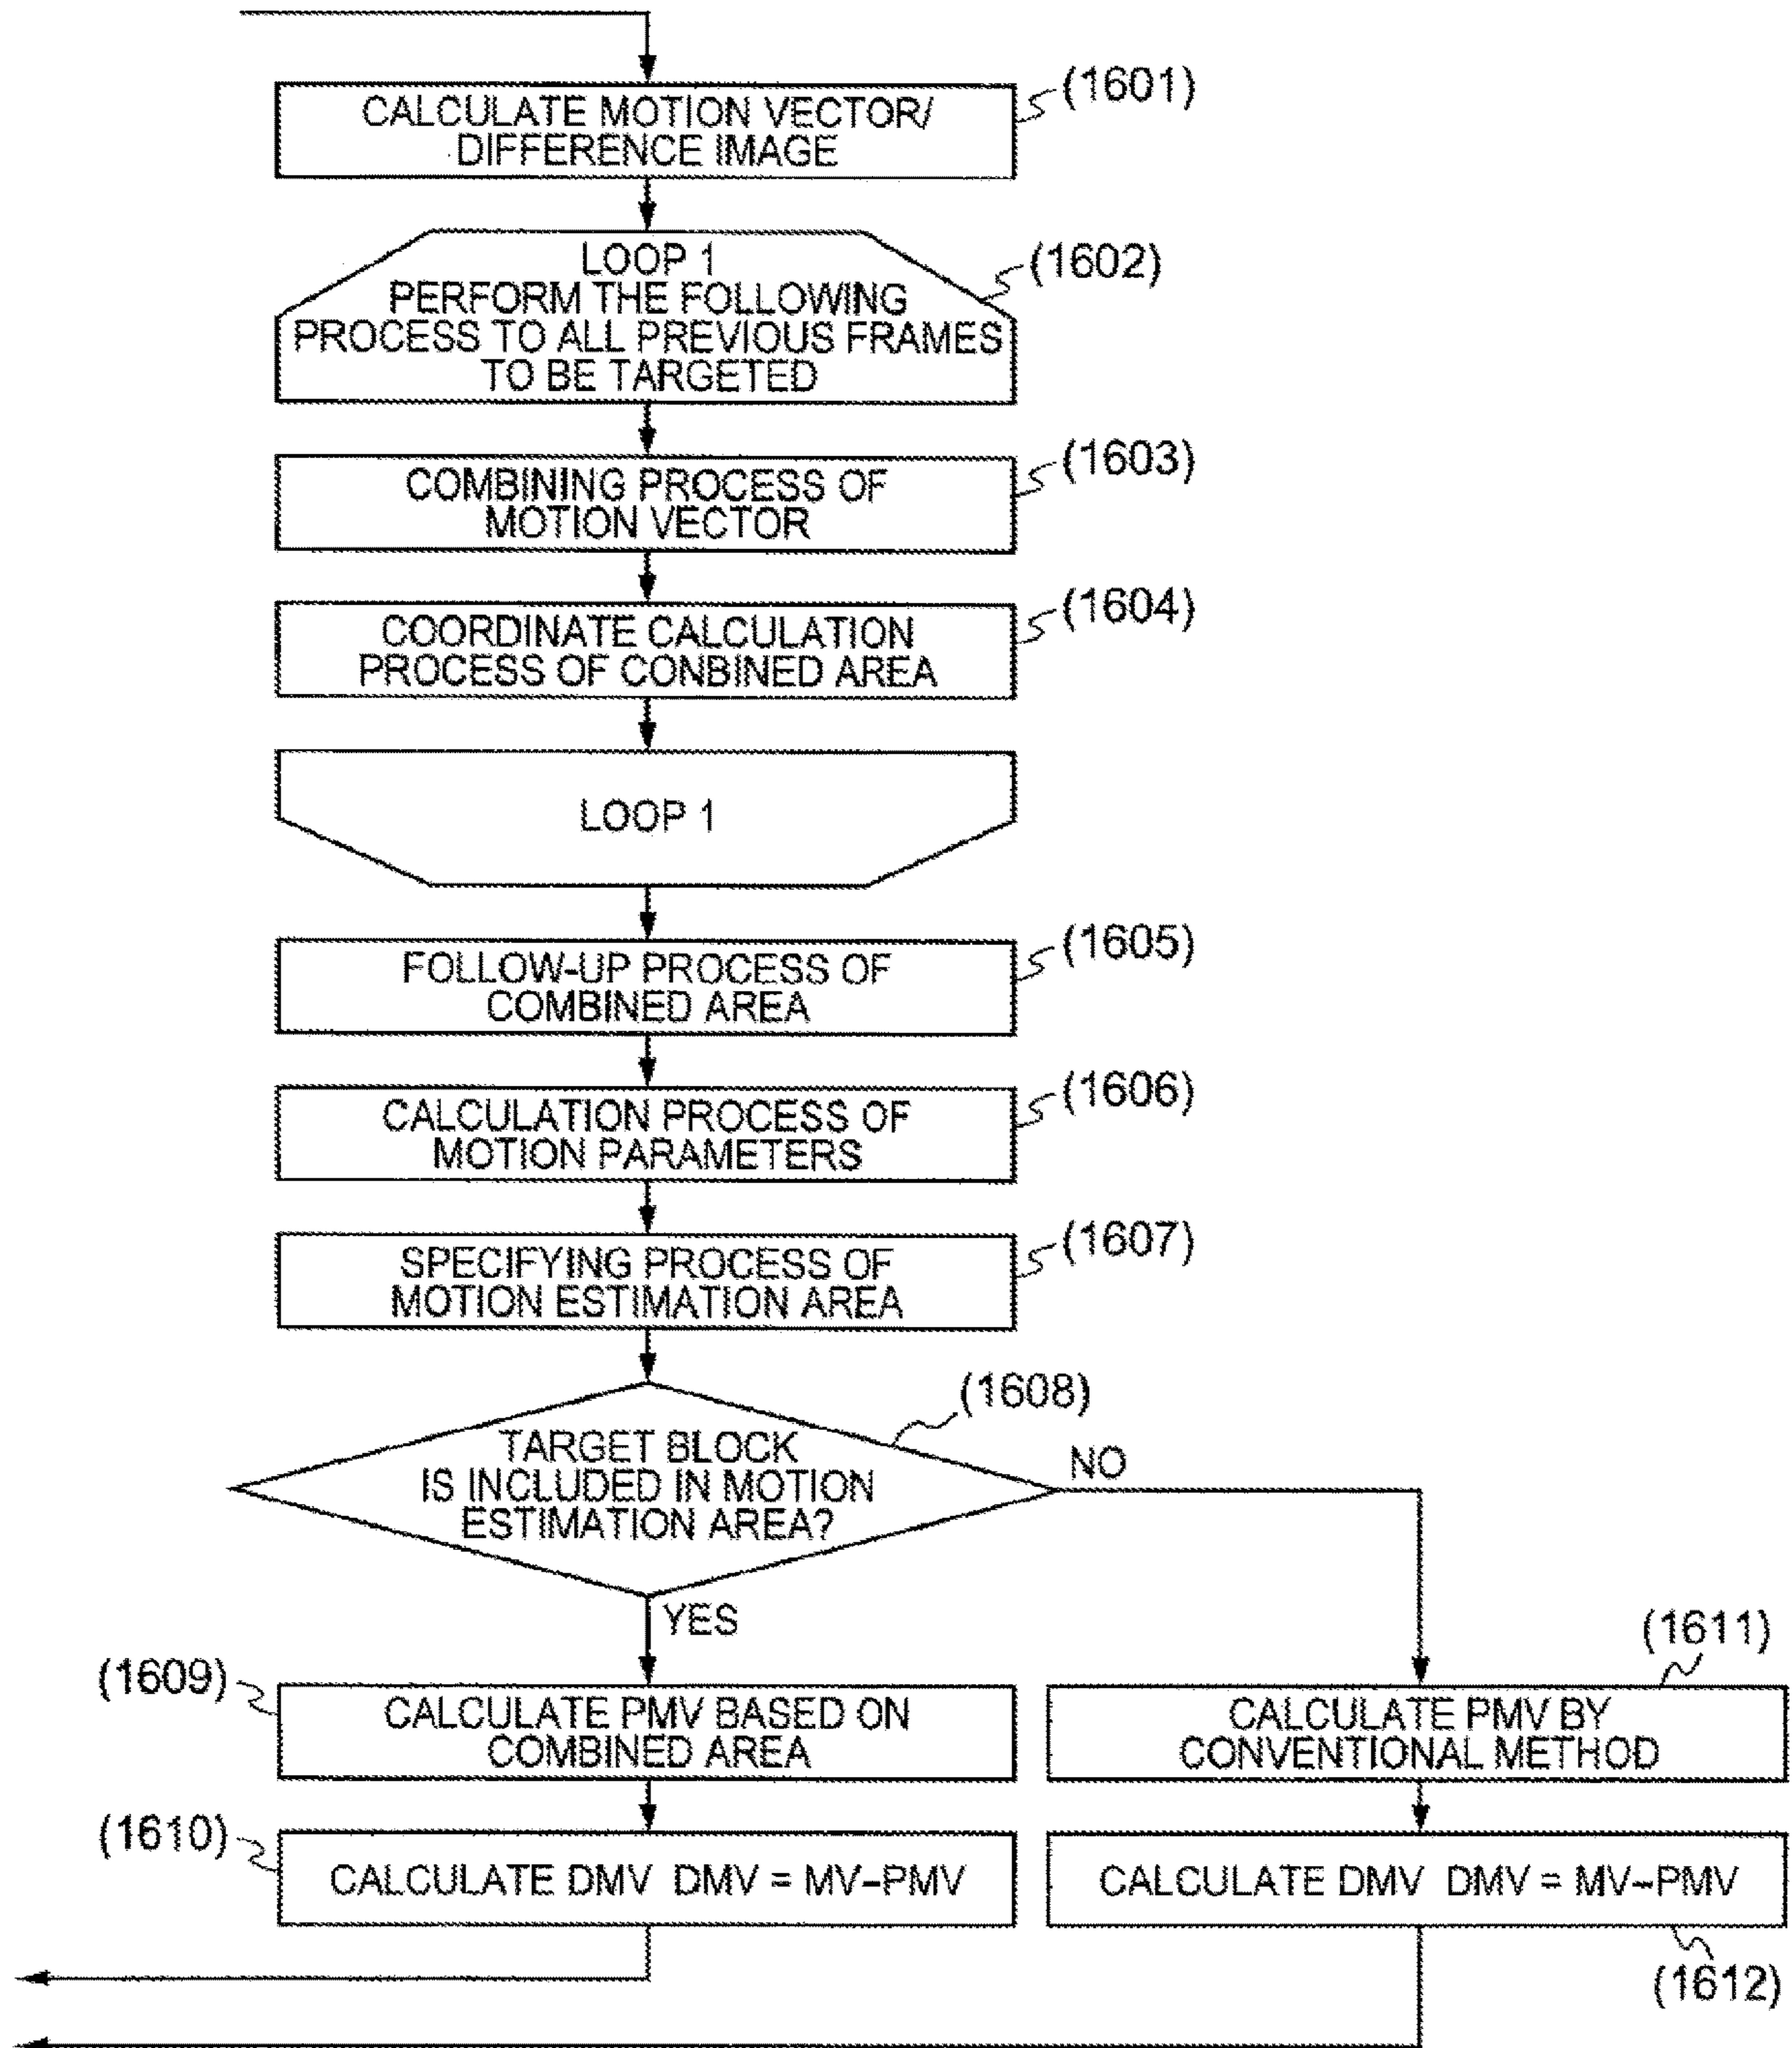 (1601)
CALCULATE MOTION VECTOR/
DIFFERENCE IMAGE
(1602)
LOOP 1
PERFORM THE FOLLOWING
PROCESS TO ALL PREVIOUS FRAMES
TO BE TARGETED
(1603)
COMBINING PROCESS OF
MOTION VECTOR
(1604)
COORDINATE CALCULATION
PROCESS OF CONBINED AREA
LOOP 1
(1605)
FOLLOW-UP PROCESS OF
COMBINED AREA
(1606)
CALCULATION PROCESS OF
MOTION PARAMETERS
(1607)
SPECIFYING PROCESS OF
MOTION ESTIMATION AREA
(1608)
TARGET BLOCK
IS INCLUDED IN MOTION
ESTIMATION AREA?
NO
YES
(1609)
CALCULATE PMV BASED ON
COMBINED AREA
(1611)
CALCULATE PMV BY
CONVENTIONAL METHOD
(1610)
CALCULATE DMV DMV = MV-PMV
CALCULATE DMV DMV = MV-PMV
(1612)